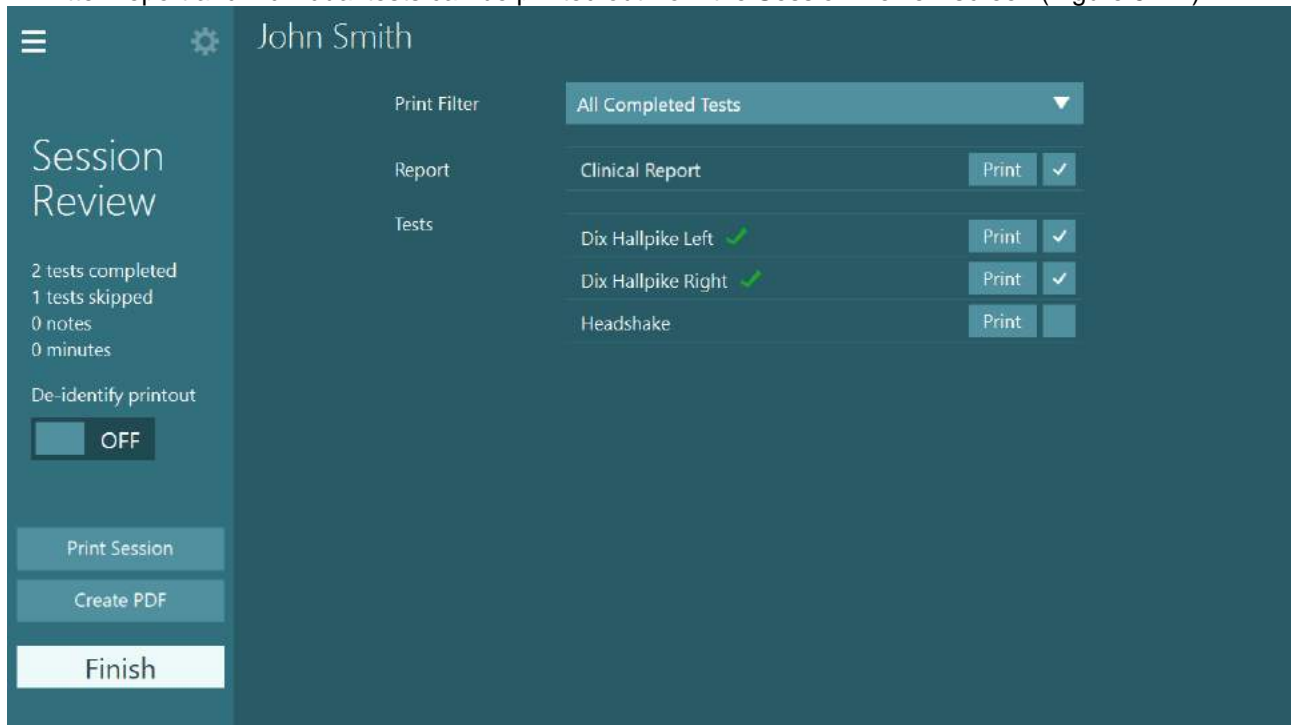 John Smith
Print Filter All Completed Tests
Session
Review
Report Clinical Report Print
Tests
Dix Hallpike Left Print
Dix Hallpike Right Print
Headshake Print
2 tests completed
1 tests skipped
0 notes
0 minutes
De-identify printout
OFF
Print Session
Create PDF
Finish